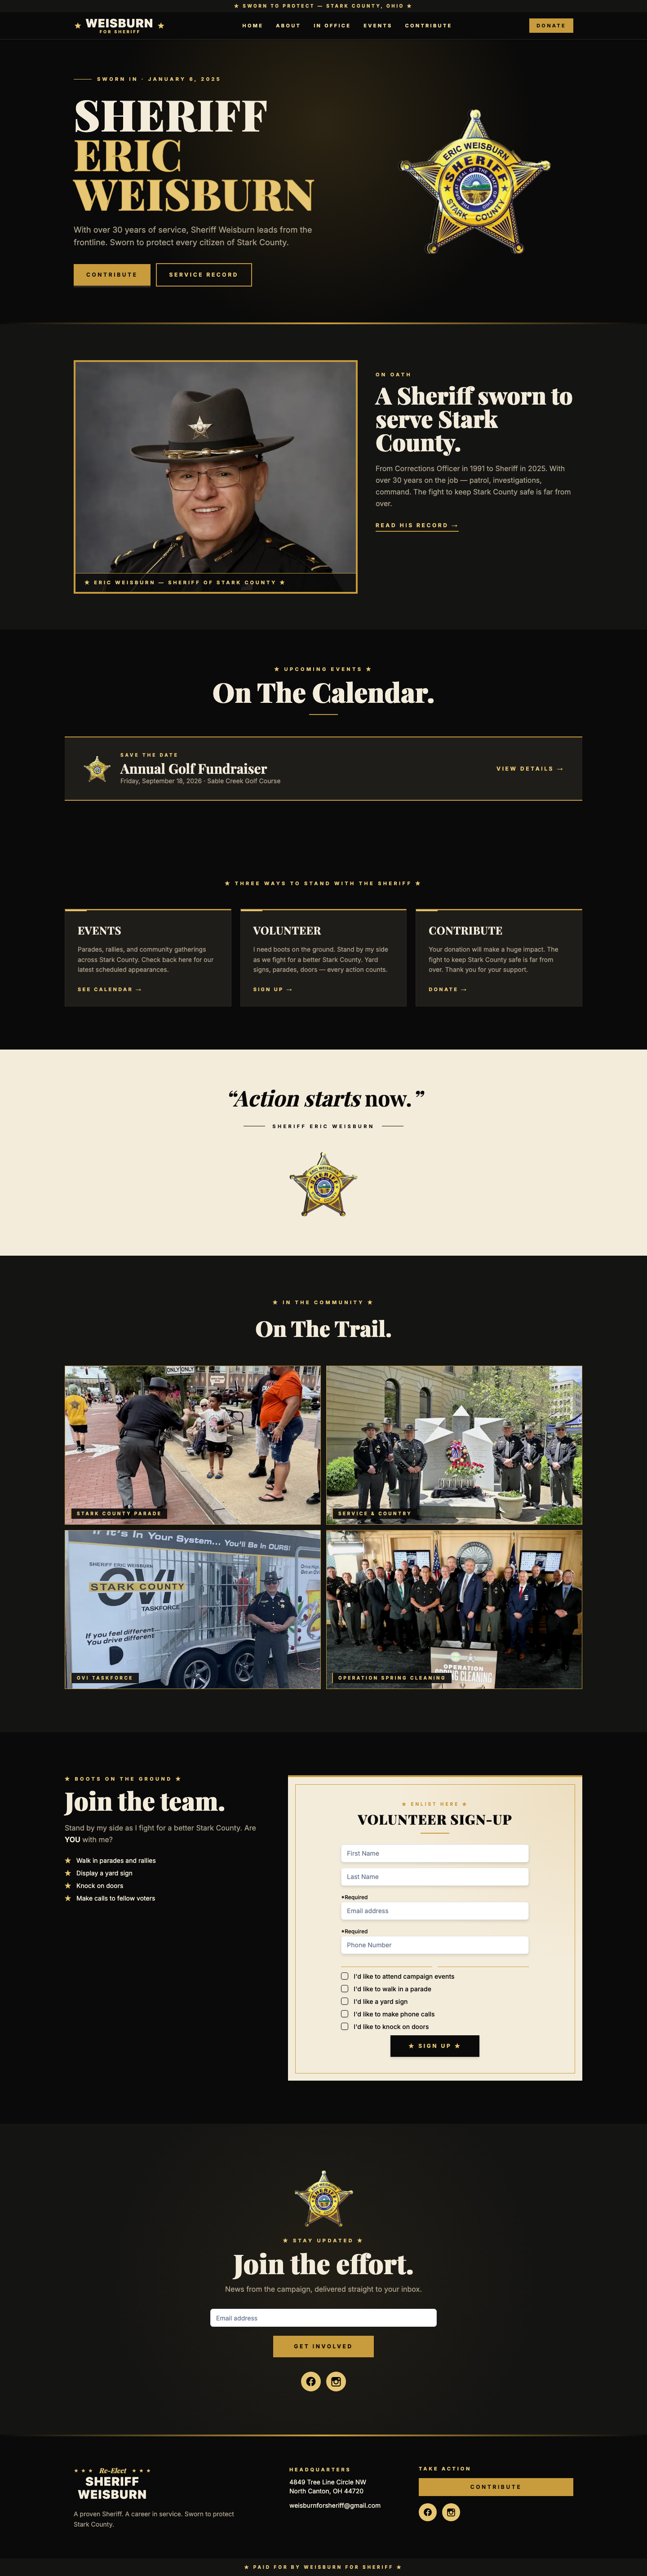 ★ SWORN TO PROTECT — STARK COUNTY, OHIO ★
★ WEISBURN ★
FOR SHERIFF
HOME ABOUT IN OFFICE EVENTS CONTRIBUTE
DONATE
SWORN IN · JANUARY 6, 2025
SHERIFF
ERIC
WEISBURN
With over 30 years of service, Sheriff Weisburn leads from the
frontline. Sworn to protect every citizen of Stark County.
CONTRIBUTE
SERVICE RECORD
ERIC WEISBURN
SHERIFF
STARK COUNTY
ON OATH
A Sheriff sworn to
serve Stark
County.
From Corrections Officer in 1991 to Sheriff in 2025. With
over 30 years on the job — patrol, investigations,
command. The fight to keep Stark County safe is far from
over.
READ HIS RECORD →
★ ERIC WEISBURN — SHERIFF OF STARK COUNTY ★
★ UPCOMING EVENTS ★
On The Calendar.
SAVE THE DATE
Annual Golf Fundraiser
Friday, September 18, 2026 · Sable Creek Golf Course
VIEW DETAILS →
★ THREE WAYS TO STAND WITH THE SHERIFF ★
EVENTS
Parades, rallies, and community gatherings
across Stark County. Check back here for our
latest scheduled appearances.
SEE CALENDAR →
VOLUNTEER
I need boots on the ground. Stand by my side
as we fight for a better Stark County. Yard
signs, parades, doors — every action counts.
SIGN UP →
CONTRIBUTE
Your donation will make a huge impact. The
fight to keep Stark County safe is far from
over. Thank you for your support.
DONATE →
“Action starts now.”
SHERIFF ERIC WEISBURN
★ IN THE COMMUNITY ★
On The Trail.
ONLY ONLY
STARK COUNTY PARADE
SERVICE & COUNTRY
If It's In Your System... You'll Be In OURS!
SHERIFF ERIC WEISBURN
OVI
STARK COUNTY
TASKFORCE
If you feel different...
You drive different...
OVI TASKFORCE
OPERATION
SPRING CLEANING
OPERATION SPRING CLEANING
★ BOOTS ON THE GROUND ★
Join the team.
Stand by my side as I fight for a better Stark County. Are
YOU with me?
★ Walk in parades and rallies
★ Display a yard sign
★ Knock on doors
★ Make calls to fellow voters
★ ENLIST HERE ★
VOLUNTEER SIGN-UP
First Name
Last Name
*Required
Email address
*Required
Phone Number
I'd like to attend campaign events
I'd like to walk in a parade
I'd like a yard sign
I'd like to make phone calls
I'd like to knock on doors
★ SIGN UP ★
★ STAY UPDATED ★
Join the effort.
News from the campaign, delivered straight to your inbox.
Email address
GET INVOLVED
★ ★ ★ Re-Elect ★ ★ ★
SHERIFF
WEISBURN
A proven Sheriff. A career in service. Sworn to protect
Stark County.
HEADQUARTERS
4849 Tree Line Circle NW
North Canton, OH 44720
weisburnforsheriff@gmail.com
TAKE ACTION
CONTRIBUTE
★ PAID FOR BY WEISBURN FOR SHERIFF ★